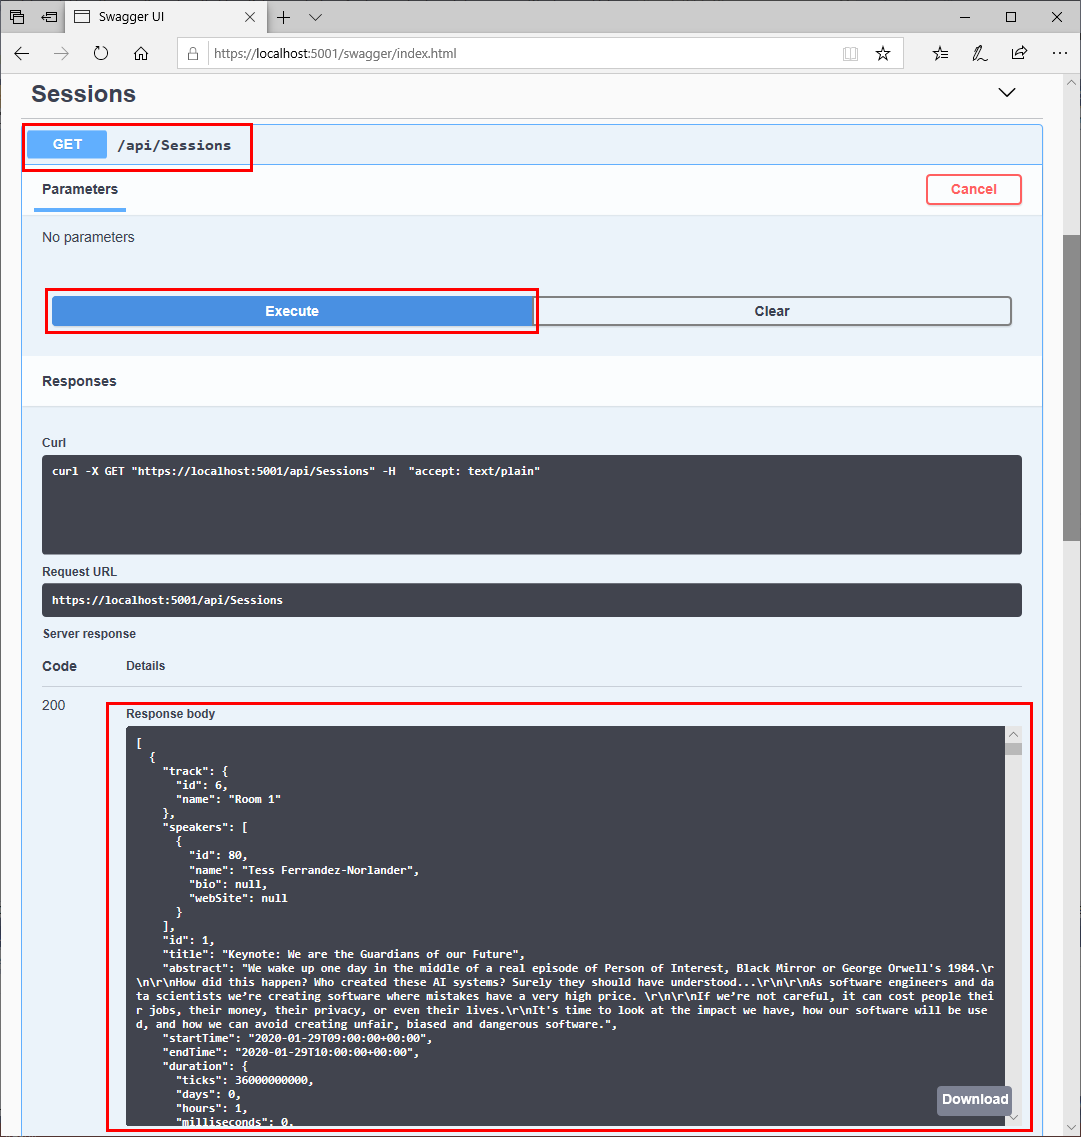 Swagger UI
https://localhost:5001/swagger/index.html
Sessions
GET /api/Sessions
Parameters
Cancel
No parameters
Execute
Clear
Responses
Curl
curl -X GET "https://localhost:5001/api/Sessions" -H  "accept: text/plain"
Request URL
https://localhost:5001/api/Sessions
Server response
Code Details
200
Response body
[
  {
    "track": {
      "id": 6,
      "name": "Room 1"
    },
    "speakers": [
      {
        "id": 80,
        "name": "Tess Ferrandez-Norlander",
        "bio": null,
        "webSite": null
      }
    ],
    "id": 1,
    "title": "Keynote: We are the Guardians of our Future",
    "abstract": "We wake up one day in the middle of a real episode of Person of Interest, Black Mirror or George Orwell's 1984.\r
\n\r\nHow did this happen? Who created these AI systems? Surely they should have understood...\r\n\r\nAs software engineers and da
ta scientists we’re creating software where mistakes have a very high price. \r\n\r\nIf we’re not careful, it can cost people thei
r jobs, their money, their privacy, or even their lives.\r\nIt's time to look at the impact we have, how our software will be use
d, and how we can avoid creating unfair, biased and dangerous software.",
    "startTime": "2020-01-29T09:00:00+00:00",
    "endTime": "2020-01-29T10:00:00+00:00",
    "duration": {
      "ticks": 36000000000,
      "days": 0,
      "hours": 1,
      "milliseconds": 0,
Download